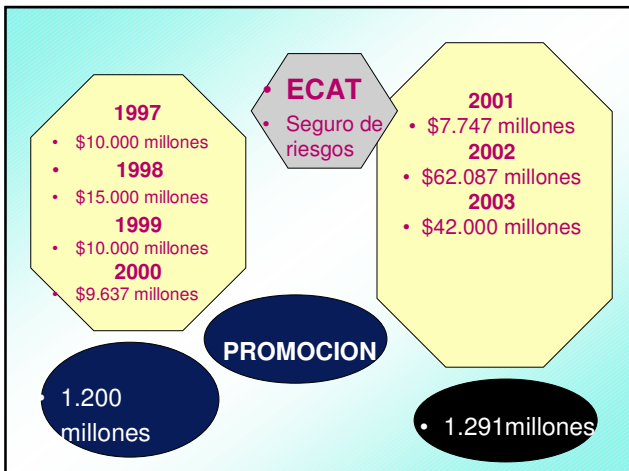 • ECAT
• Seguro de
riesgos
1997
• $10.000 millones
• 1998
• $15.000 millones
1999
• $10.000 millones
2000
• $9.637 millones
2001
• $7.747 millones
2002
• $62.087 millones
2003
• $42.000 millones
PROMOCION
• 1.200
millones
• 1.291millones